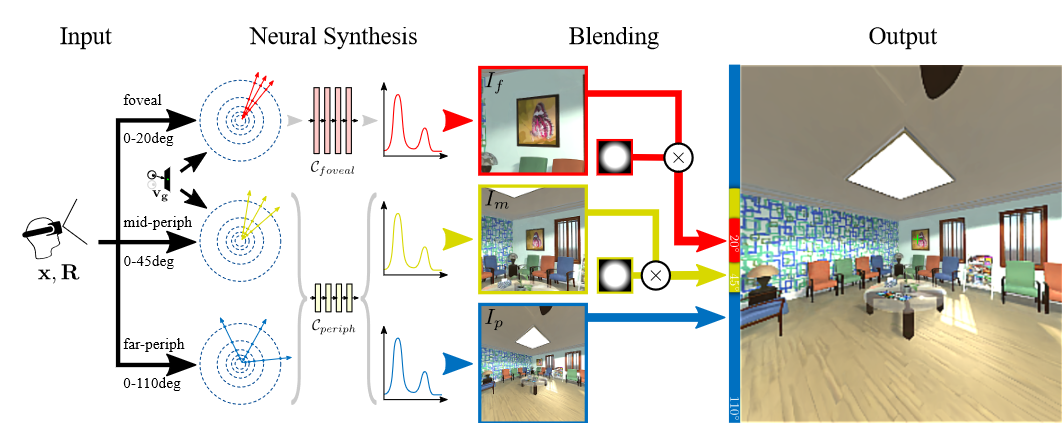 Input
Neural Synthesis
Blending
Output
foveal
0-20deg
v_g
mid-periph
0-45deg
x, R
far-periph
0-110deg
C_foveal
C_periph
I_f
I_m
I_p
×
×
20°
45°
110°